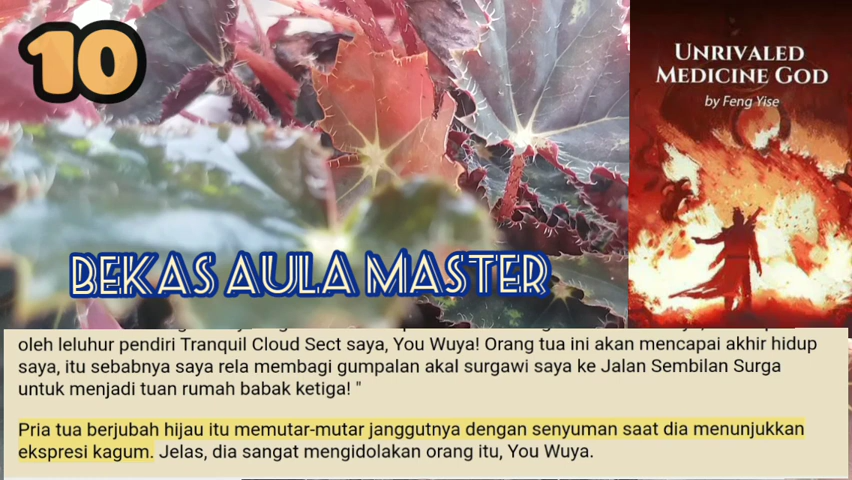 10
UNRIVALED
MEDICINE GOD
by Feng Yise
BEKAS AULA MASTER
oleh leluhur pendiri Tranquil Cloud Sect saya, You Wuya! Orang tua ini akan mencapai akhir hidup
saya, itu sebabnya saya rela membagi gumpalan akal surgawi saya ke Jalan Sembilan Surga
untuk menjadi tuan rumah babak ketiga! "
Pria tua berjubah hijau itu memutar-mutar janggutnya dengan senyuman saat dia menunjukkan
ekspresi kagum. Jelas, dia sangat mengidolakan orang itu, You Wuya.